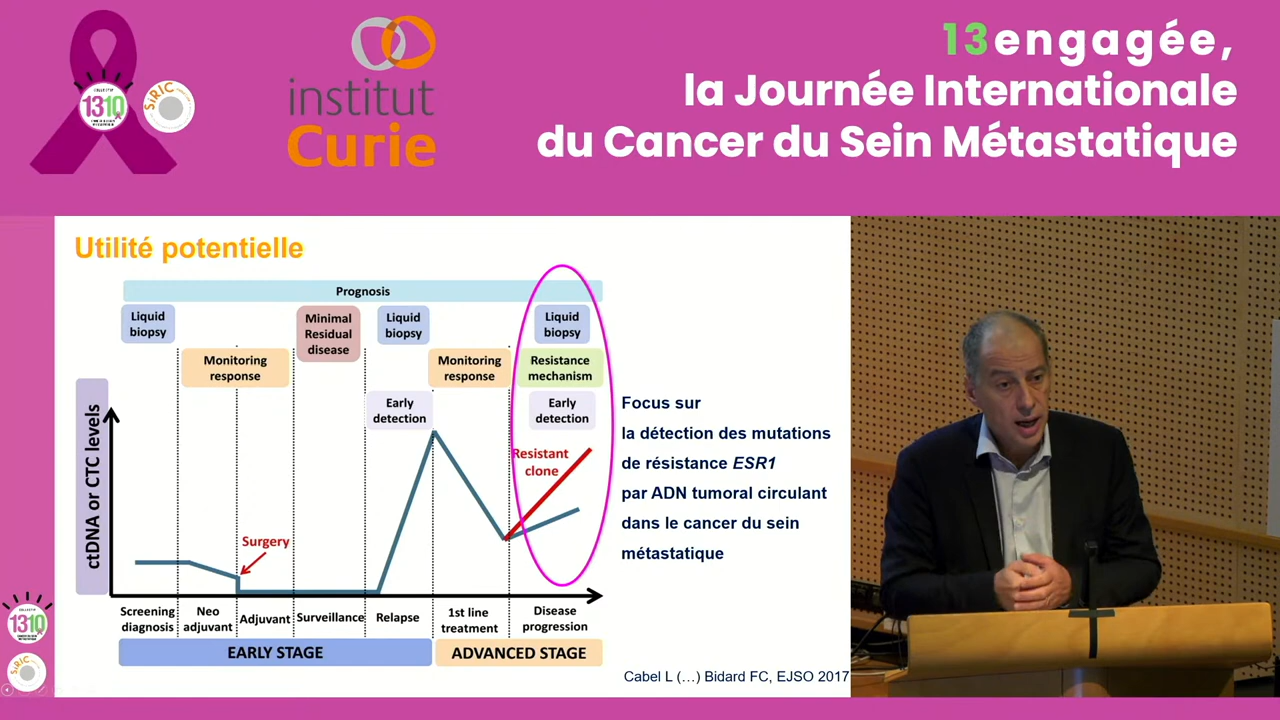 1310
SiRIC
institut
Curie
13engagée,
la Journée Internationale
du Cancer du Sein Métastatique
Utilité potentielle
Prognosis
Liquid
biopsy
Monitoring
response
Minimal
Residual
disease
Liquid
biopsy
Early
detection
Monitoring
response
Liquid
biopsy
Resistance
mechanism
Early
detection
ctDNA or CTC levels
Surgery
Resistant
clone
Screening
diagnosis
Neo
adjuvant
Adjuvant
Surveillance
Relapse
1st line
treatment
Disease
progression
EARLY STAGE
ADVANCED STAGE
Focus sur
la détection des mutations
de résistance ESR1
par ADN tumoral circulant
dans le cancer du sein
métastatique
Cabel L (…) Bidard FC, EJSO 2017
1310
SiRIC